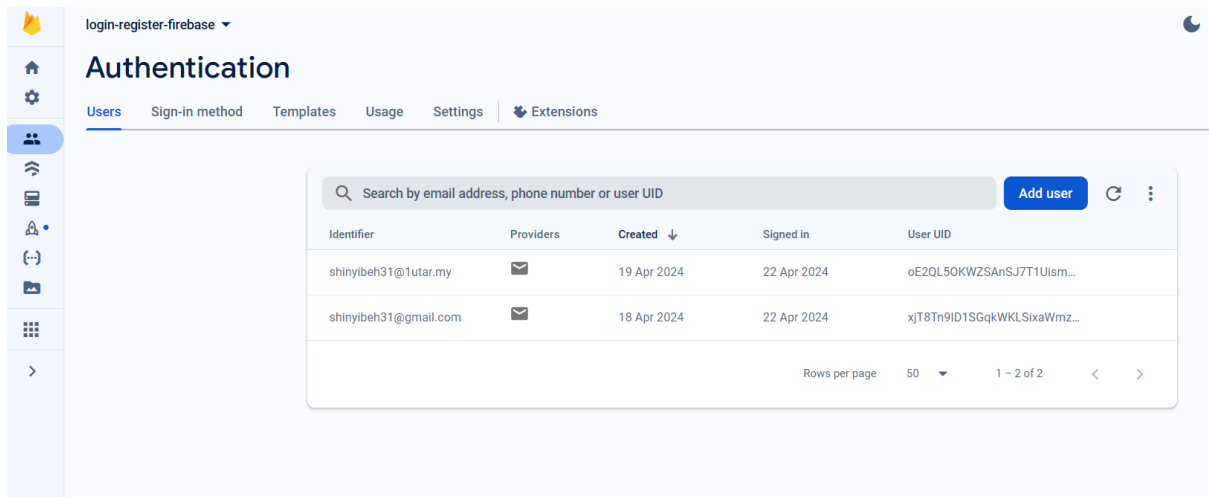 login-register-firebase
Authentication
Users Sign-in method Templates Usage Settings Extensions
Search by email address, phone number or user UID Add user
Identifier Providers Created Signed in User UID
shinyibeh31@1utar.my 19 Apr 2024 22 Apr 2024 oE2QL5OKWZSAnSJ7T1Uism...
shinyibeh31@gmail.com 18 Apr 2024 22 Apr 2024 xjT8Tn9ID1SGqkWKLSixaWmz...
Rows per page 50 1 – 2 of 2